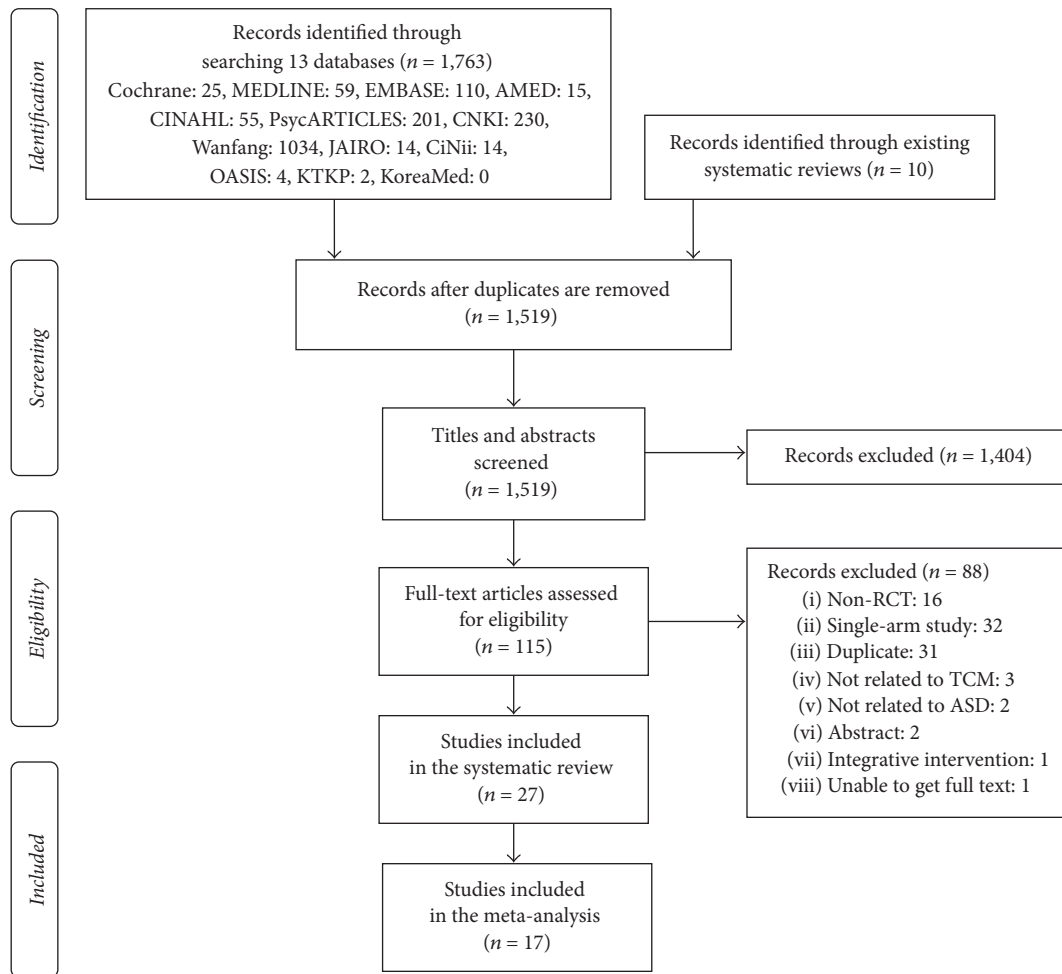 Identification
Records identified through
searching 13 databases (n = 1,763)
Cochrane: 25, MEDLINE: 59, EMBASE: 110, AMED: 15,
CINAHL: 55, PsycARTICLES: 201, CNKI: 230,
Wanfang: 1034, JAIRO: 14, CiNii: 14,
OASIS: 4, KTKP: 2, KoreaMed: 0
Records identified through existing
systematic reviews (n = 10)
Screening
Records after duplicates are removed
(n = 1,519)
Titles and abstracts
screened
(n = 1,519)
Records excluded (n = 1,404)
Eligibility
Full-text articles assessed
for eligibility
(n = 115)
Records excluded (n = 88)
(i) Non-RCT: 16
(ii) Single-arm study: 32
(iii) Duplicate: 31
(iv) Not related to TCM: 3
(v) Not related to ASD: 2
(vi) Abstract: 2
(vii) Integrative intervention: 1
(viii) Unable to get full text: 1
Included
Studies included
in the systematic review
(n = 27)
Studies included
in the meta-analysis
(n = 17)